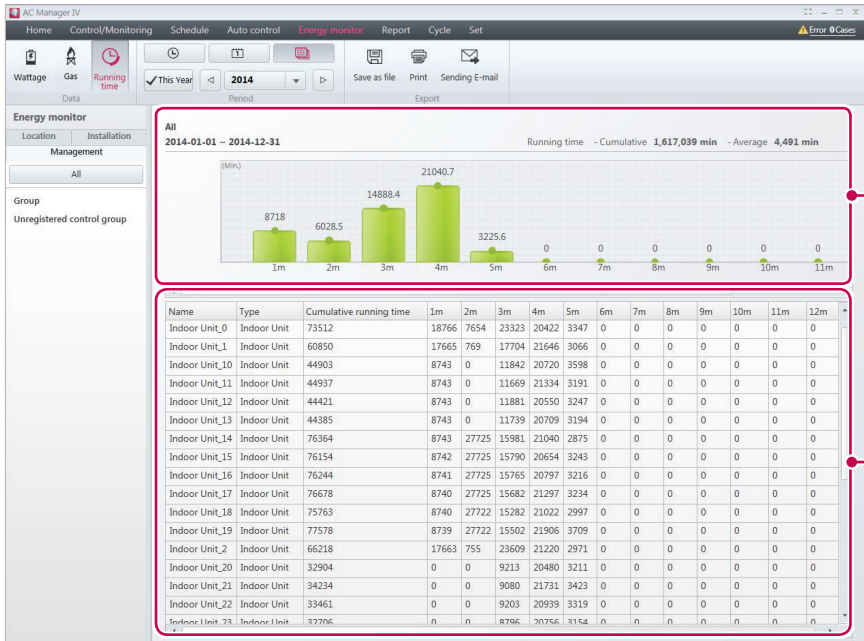 AC Manager IV
Home Control/Monitoring Schedule Auto control Energy monitor Report Cycle Set Error 0 Cases
Wattage Gas Running time
Data
This Year 2014
Period
Save as file Print Sending E-mail
Export
Energy monitor
Location Installation
Management
All
Group
Unregistered control group
All
2014-01-01 ~ 2014-12-31 Running time - Cumulative 1,617,039 min - Average 4,491 min
(Min.)
8718 6028.5 14888.4 21040.7 3225.6 0 0 0 0 0 0
1m 2m 3m 4m 5m 6m 7m 8m 9m 10m 11m
Name Type Cumulative running time 1m 2m 3m 4m 5m 6m 7m 8m 9m 10m 11m 12m
Indoor Unit_0 Indoor Unit 73512 18766 7654 23323 20422 3347 0 0 0 0 0 0 0
Indoor Unit_1 Indoor Unit 60850 17665 769 17704 21646 3066 0 0 0 0 0 0 0
Indoor Unit_10 Indoor Unit 44903 8743 0 11842 20720 3598 0 0 0 0 0 0 0
Indoor Unit_11 Indoor Unit 44937 8743 0 11669 21334 3191 0 0 0 0 0 0 0
Indoor Unit_12 Indoor Unit 44421 8743 0 11881 20550 3247 0 0 0 0 0 0 0
Indoor Unit_13 Indoor Unit 44385 8743 0 11739 20709 3194 0 0 0 0 0 0 0
Indoor Unit_14 Indoor Unit 76364 8743 27725 15981 21040 2875 0 0 0 0 0 0 0
Indoor Unit_15 Indoor Unit 76154 8742 27725 15790 20654 3243 0 0 0 0 0 0 0
Indoor Unit_16 Indoor Unit 76244 8741 27725 15765 20797 3216 0 0 0 0 0 0 0
Indoor Unit_17 Indoor Unit 76678 8740 27725 15682 21297 3234 0 0 0 0 0 0 0
Indoor Unit_18 Indoor Unit 75763 8740 27722 15282 21022 2997 0 0 0 0 0 0 0
Indoor Unit_19 Indoor Unit 77578 8739 27722 15502 21906 3709 0 0 0 0 0 0 0
Indoor Unit_2 Indoor Unit 66218 17663 755 23609 21220 2971 0 0 0 0 0 0 0
Indoor Unit_20 Indoor Unit 32904 0 0 9213 20480 3211 0 0 0 0 0 0 0
Indoor Unit_21 Indoor Unit 34234 0 0 9080 21731 3423 0 0 0 0 0 0 0
Indoor Unit_22 Indoor Unit 33461 0 0 9203 20939 3319 0 0 0 0 0 0 0
Indoor Unit_23 Indoor Unit 32706 0 0 8796 20756 3154 0 0 0 0 0 0 0